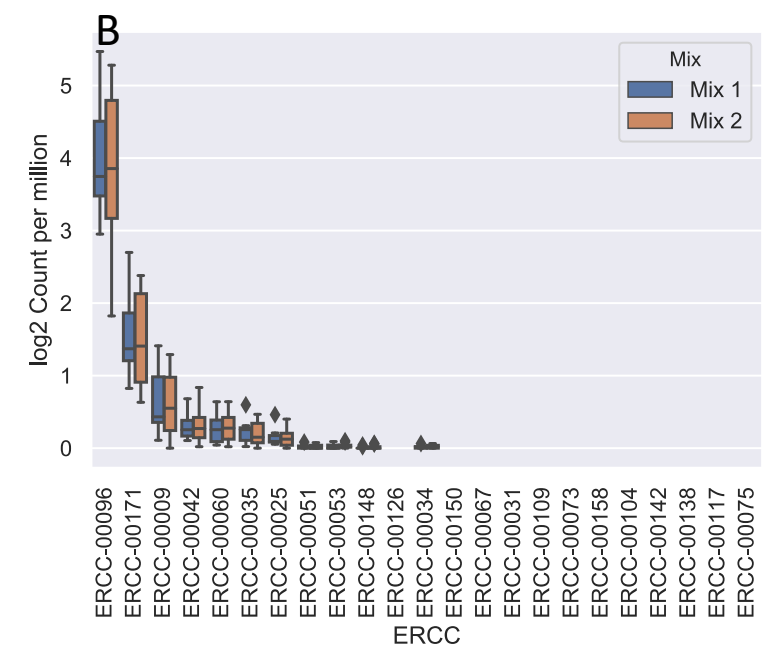 B
Mix
Mix 1
Mix 2
log2 Count per million
5
4
3
2
1
0
ERCC-00096
ERCC-00171
ERCC-00009
ERCC-00042
ERCC-00060
ERCC-00035
ERCC-00025
ERCC-00051
ERCC-00053
ERCC-00148
ERCC-00126
ERCC-00034
ERCC-00150
ERCC-00067
ERCC-00031
ERCC-00109
ERCC-00073
ERCC-00158
ERCC-00104
ERCC-00142
ERCC-00138
ERCC-00117
ERCC-00075
ERCC